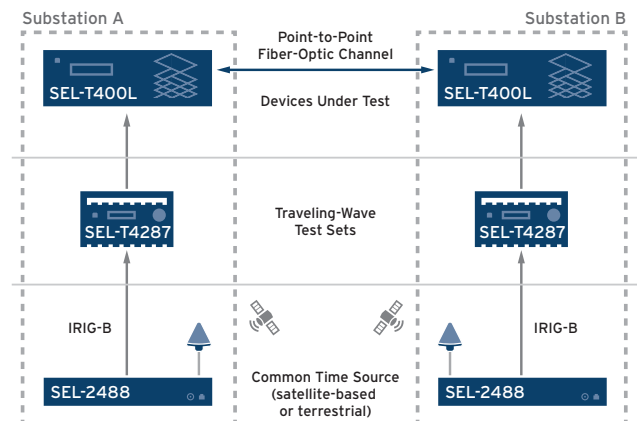 Substation A
Substation B
Point-to-Point
Fiber-Optic Channel
SEL-T400L
SEL-T400L
Devices Under Test
SEL-T4287
Traveling-Wave
Test Sets
SEL-T4287
IRIG-B
IRIG-B
SEL-2488
Common Time Source
(satellite-based
or terrestrial)
SEL-2488